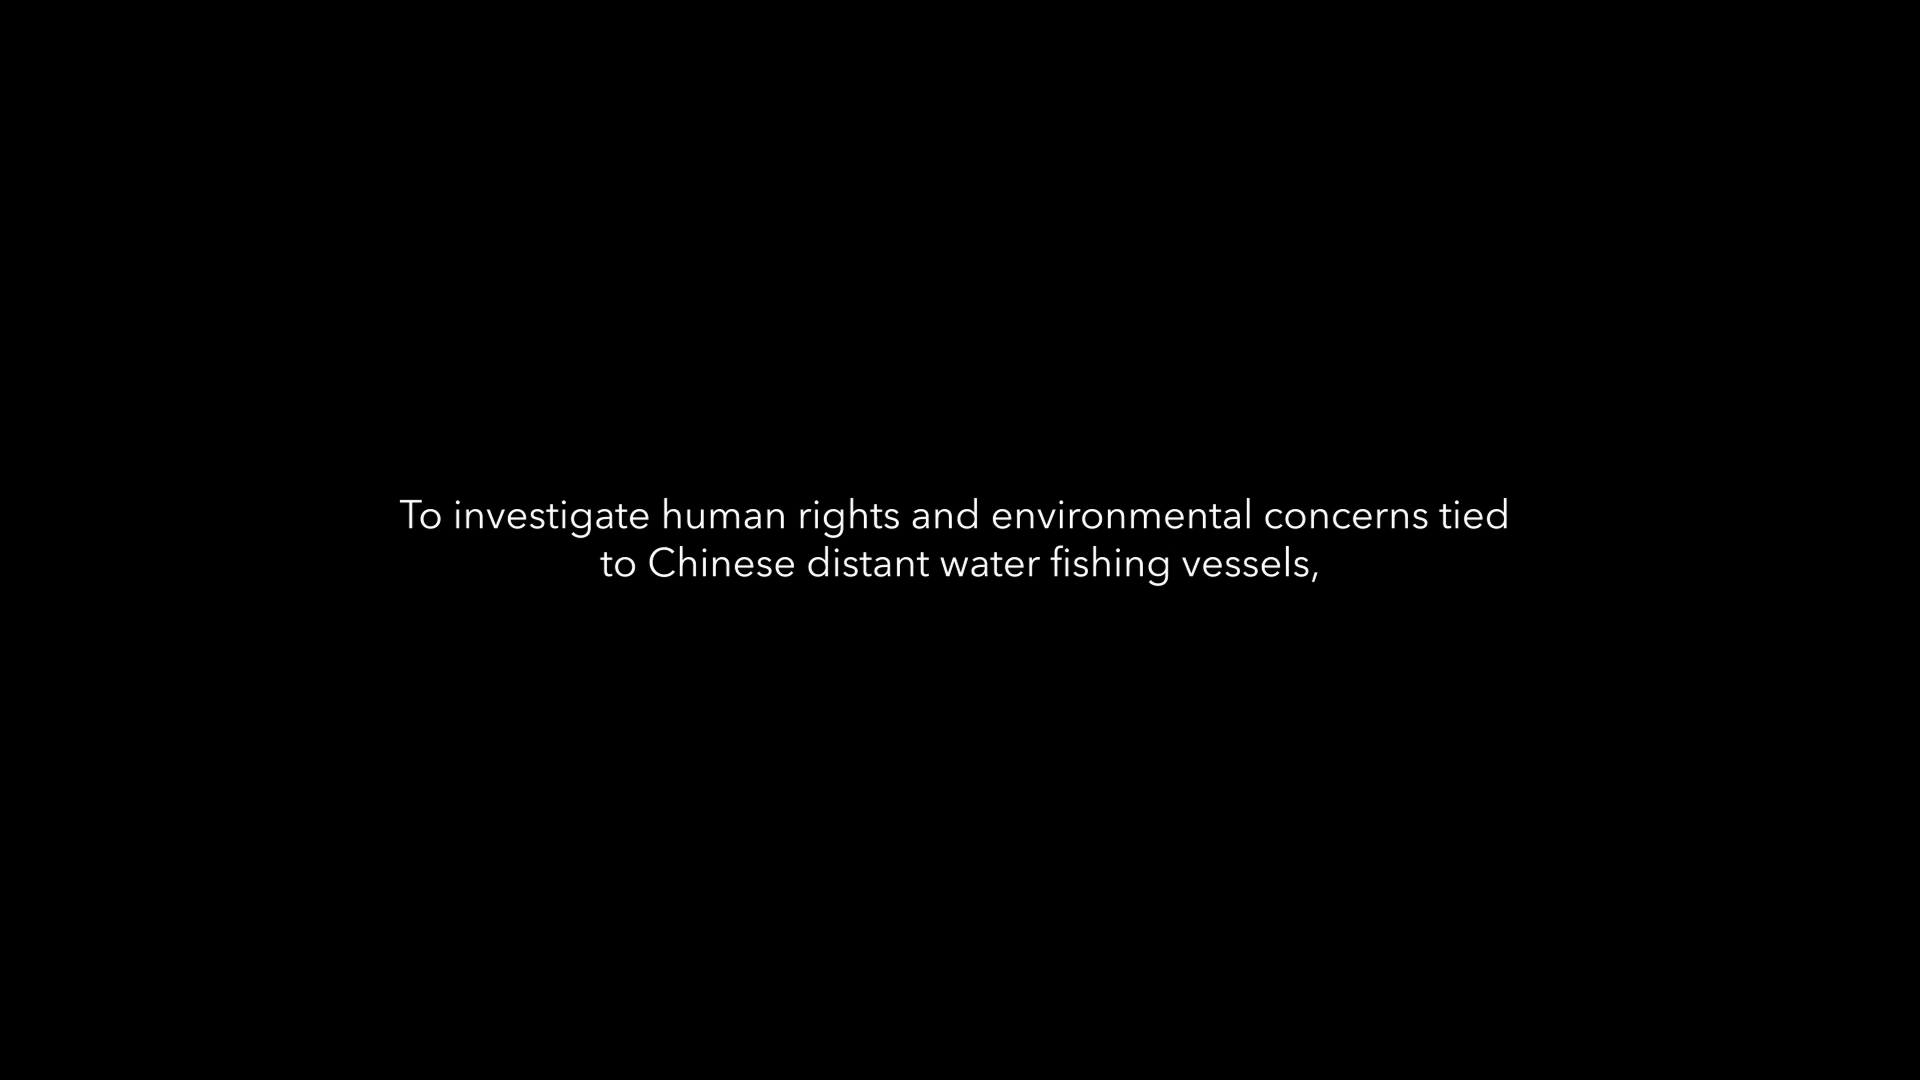 To investigate human rights and environmental concerns tied
to Chinese distant water fishing vessels,